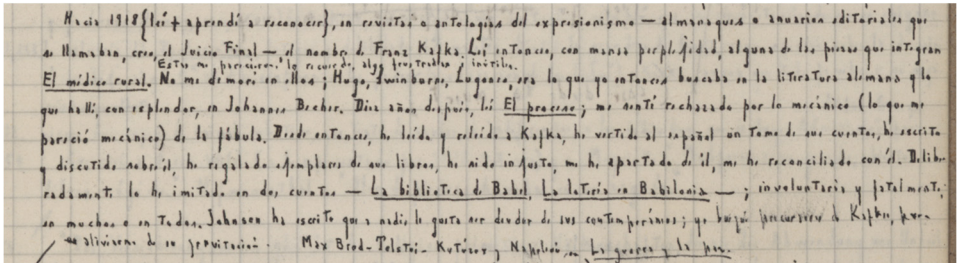 Hacia 1918 {leí + aprendí a reconocer}, en revistas o antologías del expresionismo — almanaques o anuarios editoriales que
se llamaban, creo, el Juicio Final — el nombre de Franz Kafka. Leí entonces, con mansa perplejidad, alguna de las piezas que integran
Estas me parecieron, lo recuerdo, algo frustradas e inútiles.
El médico rural. No me demoré en ellos; Hugo, Swinburne, Lugones, era lo que yo entonces buscaba en la literatura alemana y lo
que hallé, con esplendor, en Johannes Becher. Diez años después, leí El proceso; me sentí rechazado por lo mecánico (lo que me
pareció mecánico) de la fábula. Desde entonces, he leído y releído a Kafka, he vertido al español un tomo de sus cuentos, he escrito
y discutido sobre él, he regalado ejemplares de sus libros, he sido injusto, me he apartado de él, me he reconciliado con él. Delibe-
radamente lo he imitado en dos cuentos — La biblioteca de Babel, La lotería en Babilonia — ; involuntaria y fatalmente,
en muchos o en todos. Johnson ha escrito que a nadie le gusta ser deudor de sus contemporáneos; yo busqué precursores de Kafka, para
aliviarme de su gravitación. Max Brod - Tolstoi - Kutúzov y Napoleón, en La guerra y la paz.